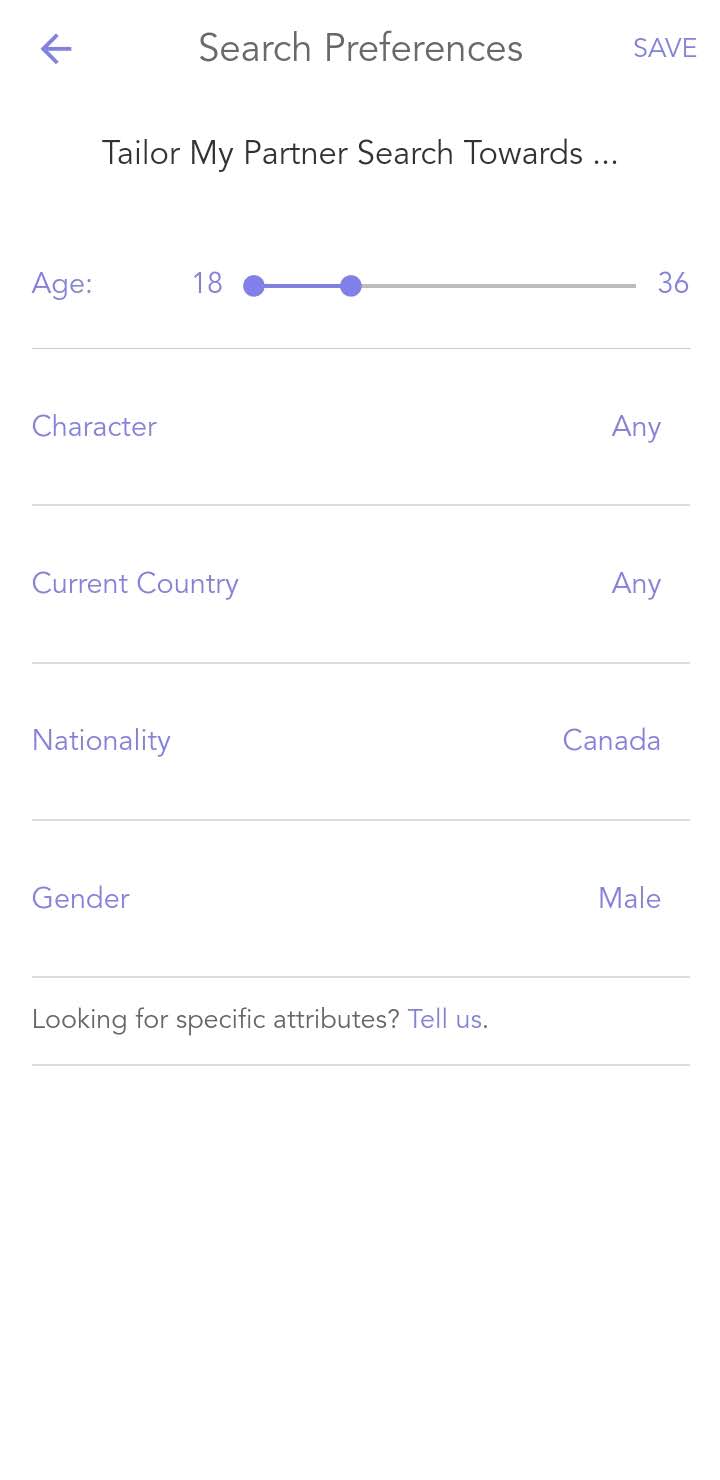 Search Preferences
SAVE
Tailor My Partner Search Towards ...
Age: 18 36
Character Any
Current Country Any
Nationality Canada
Gender Male
Looking for specific attributes? Tell us.